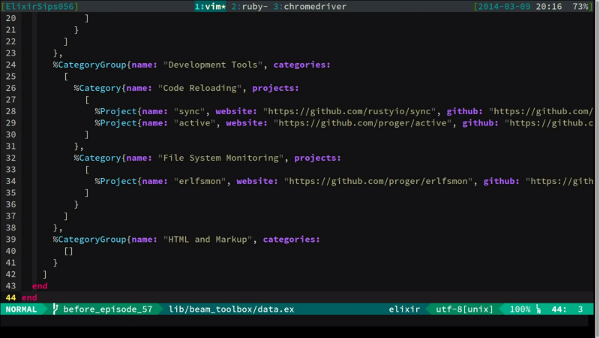 [ElixirSips056] 1:vim* 2:ruby- 3:chromedriver [2014-03-09 20:16 73%]
20 ]
21 }
22 ]
23 },
24 %CategoryGroup{name: "Development Tools", categories:
25 [
26 %Category{name: "Code Reloading", projects:
27 [
28 %Project{name: "sync", website: "https://github.com/rustyio/sync", github: "https://github.com/
29 %Project{name: "active", website: "https://github.com/proger/active", github: "https://github.c
30 ]
31 },
32 %Category{name: "File System Monitoring", projects:
33 [
34 %Project{name: "erlfsmon", website: "https://github.com/proger/erlfsmon", github: "https://gith
35 ]
36 }
37 ]
38 },
39 %CategoryGroup{name: "HTML and Markup", categories:
40 []
41 }
42 ]
43 end
44 end
NORMAL before_episode_57 lib/beam_toolbox/data.ex elixir utf-8[unix] 100% 44: 3